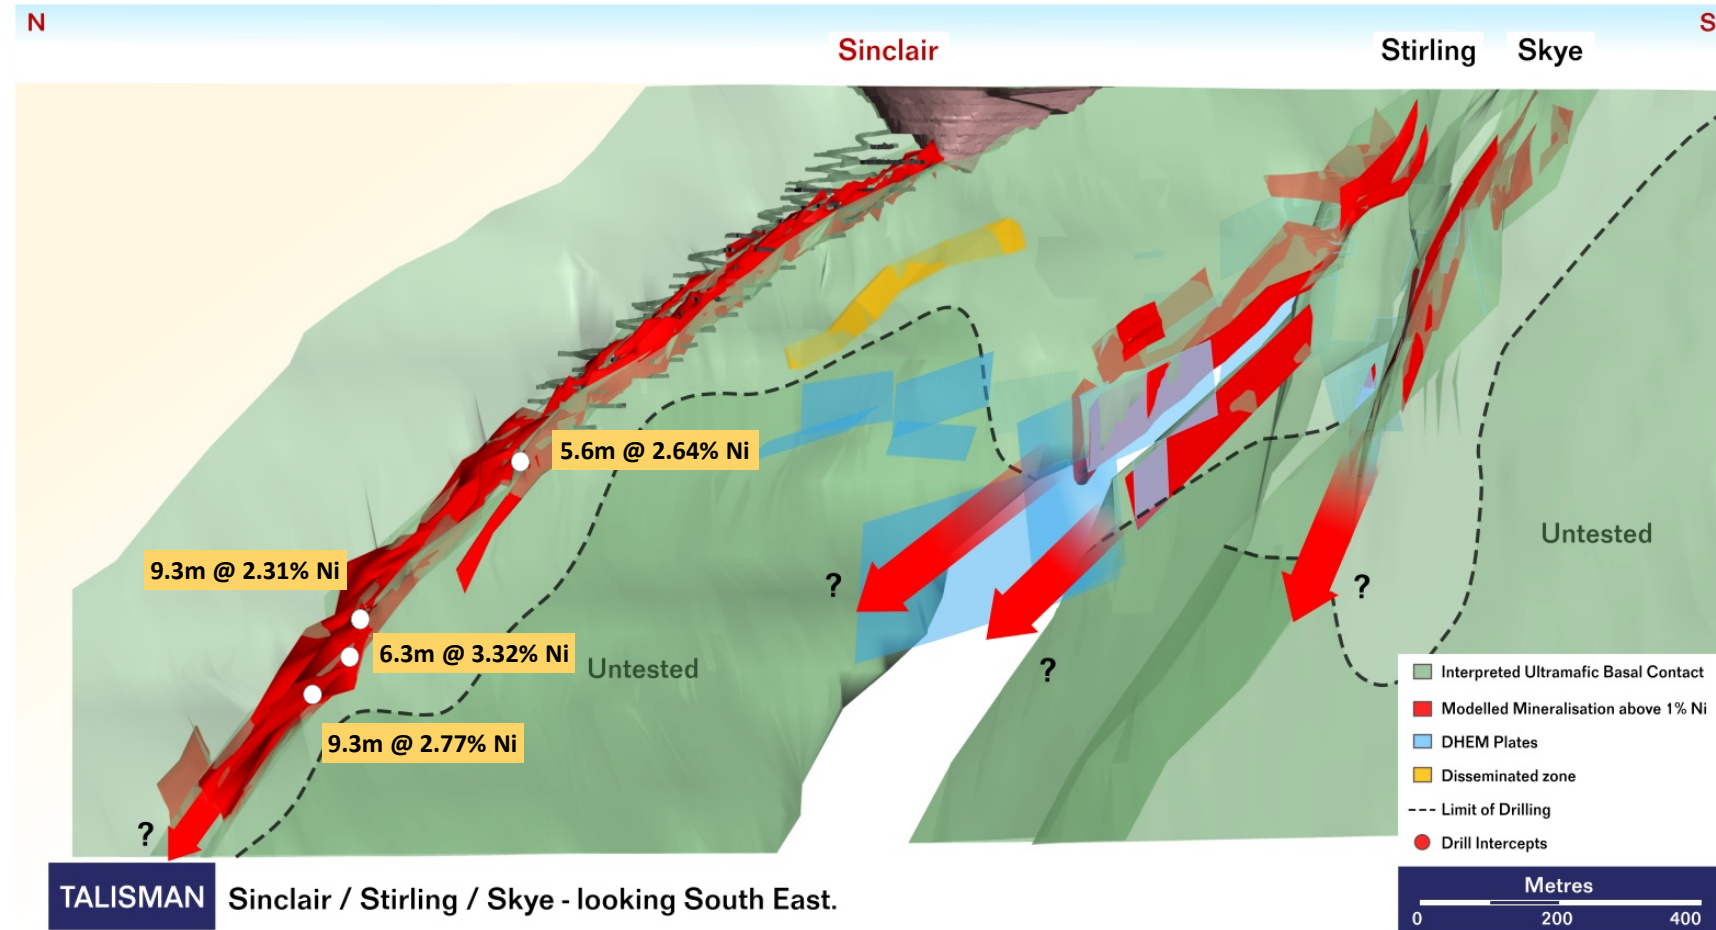 N
S
Sinclair
Stirling
Skye
5.6m @ 2.64% Ni
9.3m @ 2.31% Ni
6.3m @ 3.32% Ni
9.3m @ 2.77% Ni
Untested
Untested
?
?
?
?
Interpreted Ultramafic Basal Contact
Modelled Mineralisation above 1% Ni
DHEM Plates
Disseminated zone
Limit of Drilling
Drill Intercepts
TALISMAN
Sinclair / Stirling / Skye - looking South East.
Metres
0 200 400